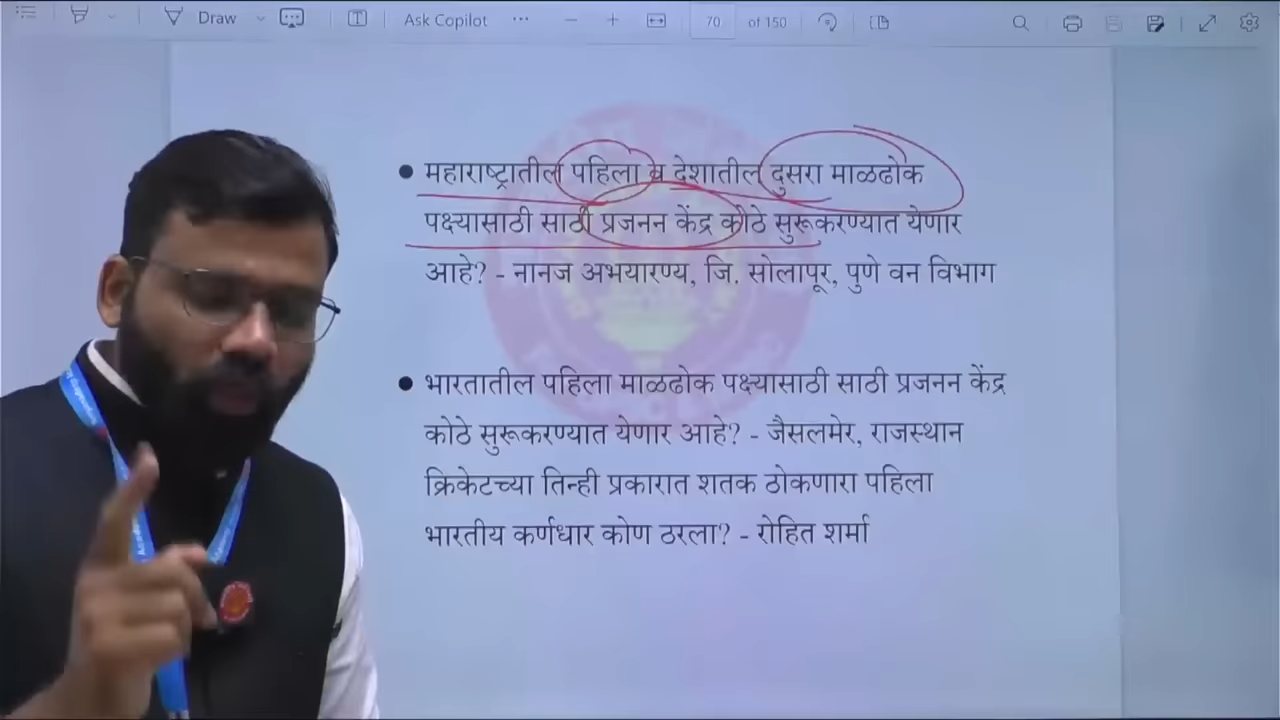 Draw
Ask Copilot
70 of 150
• महाराष्ट्रातील पहिला व देशातील दुसरा माळढोक
पक्ष्यासाठी साठी प्रजनन केंद्र कोठे सुरूकरण्यात येणार
आहे? - नानज अभयारण्य, जि. सोलापूर, पुणे वन विभाग
• भारतातील पहिला माळढोक पक्ष्यासाठी साठी प्रजनन केंद्र
कोठे सुरूकरण्यात येणार आहे? - जैसलमेर, राजस्थान
क्रिकेटच्या तिन्ही प्रकारात शतक ठोकणारा पहिला
भारतीय कर्णधार कोण ठरला? - रोहित शर्मा